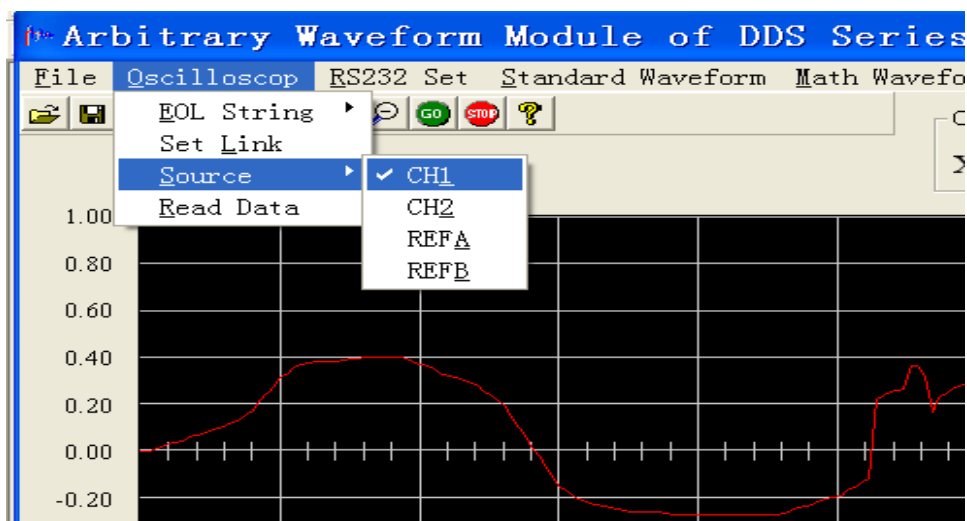 Arbitrary Waveform Module of DDS Series
File Oscilloscop RS232 Set Standard Waveform Math Wavefo
EOL String
GO STOP ?
Set Link
Source
CH1
Read Data
CH2
REFA
REFB
1.00
0.80
0.60
0.40
0.20
0.00
-0.20